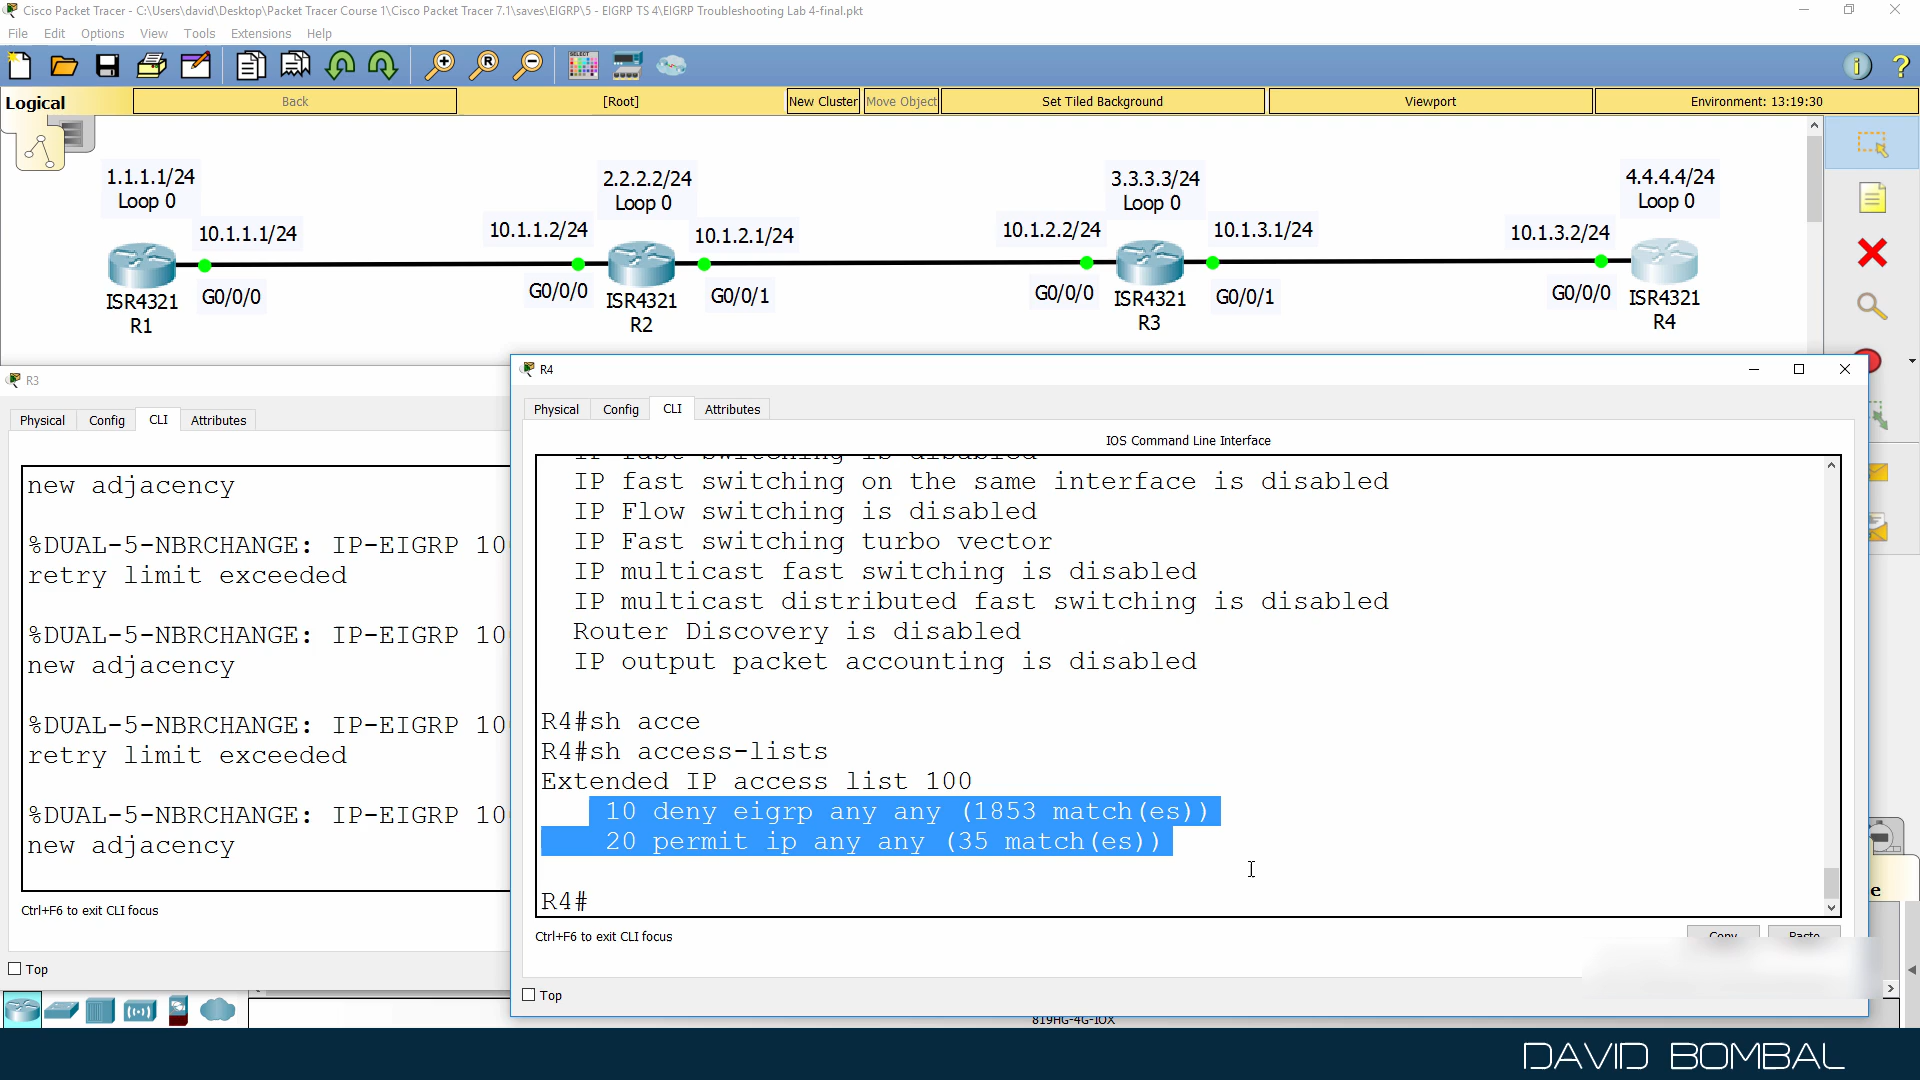 Cisco Packet Tracer - C:\Users\david\Desktop\Packet Tracer Course 1\Cisco Packet Tracer 7.1\saves\EIGRP\5 - EIGRP TS 4\EIGRP Troubleshooting Lab 4-final.pkt
File Edit Options View Tools Extensions Help
Logical Back [Root] New Cluster Move Object Set Tiled Background Viewport Environment: 13:19:30
1.1.1.1/24
Loop 0
10.1.1.1/24
G0/0/0
ISR4321
R1
2.2.2.2/24
Loop 0
10.1.1.2/24
10.1.2.1/24
G0/0/0
G0/0/1
ISR4321
R2
3.3.3.3/24
Loop 0
10.1.2.2/24
10.1.3.1/24
G0/0/0
G0/0/1
ISR4321
R3
4.4.4.4/24
Loop 0
10.1.3.2/24
G0/0/0
ISR4321
R4
R3
Physical Config CLI Attributes
new adjacency
%DUAL-5-NBRCHANGE: IP-EIGRP 10
retry limit exceeded
%DUAL-5-NBRCHANGE: IP-EIGRP 10
new adjacency
%DUAL-5-NBRCHANGE: IP-EIGRP 10
retry limit exceeded
%DUAL-5-NBRCHANGE: IP-EIGRP 10
new adjacency
Ctrl+F6 to exit CLI focus
Top
R4
Physical Config CLI Attributes
IOS Command Line Interface
IP fast switching is disabled
IP fast switching on the same interface is disabled
IP Flow switching is disabled
IP Fast switching turbo vector
IP multicast fast switching is disabled
IP multicast distributed fast switching is disabled
Router Discovery is disabled
IP output packet accounting is disabled
R4#sh acce
R4#sh access-lists
Extended IP access list 100
10 deny eigrp any any (1853 match(es))
20 permit ip any any (35 match(es))
R4#
Ctrl+F6 to exit CLI focus
Copy Paste
Top
819HG-4G-IOX
DAVID BOMBAL